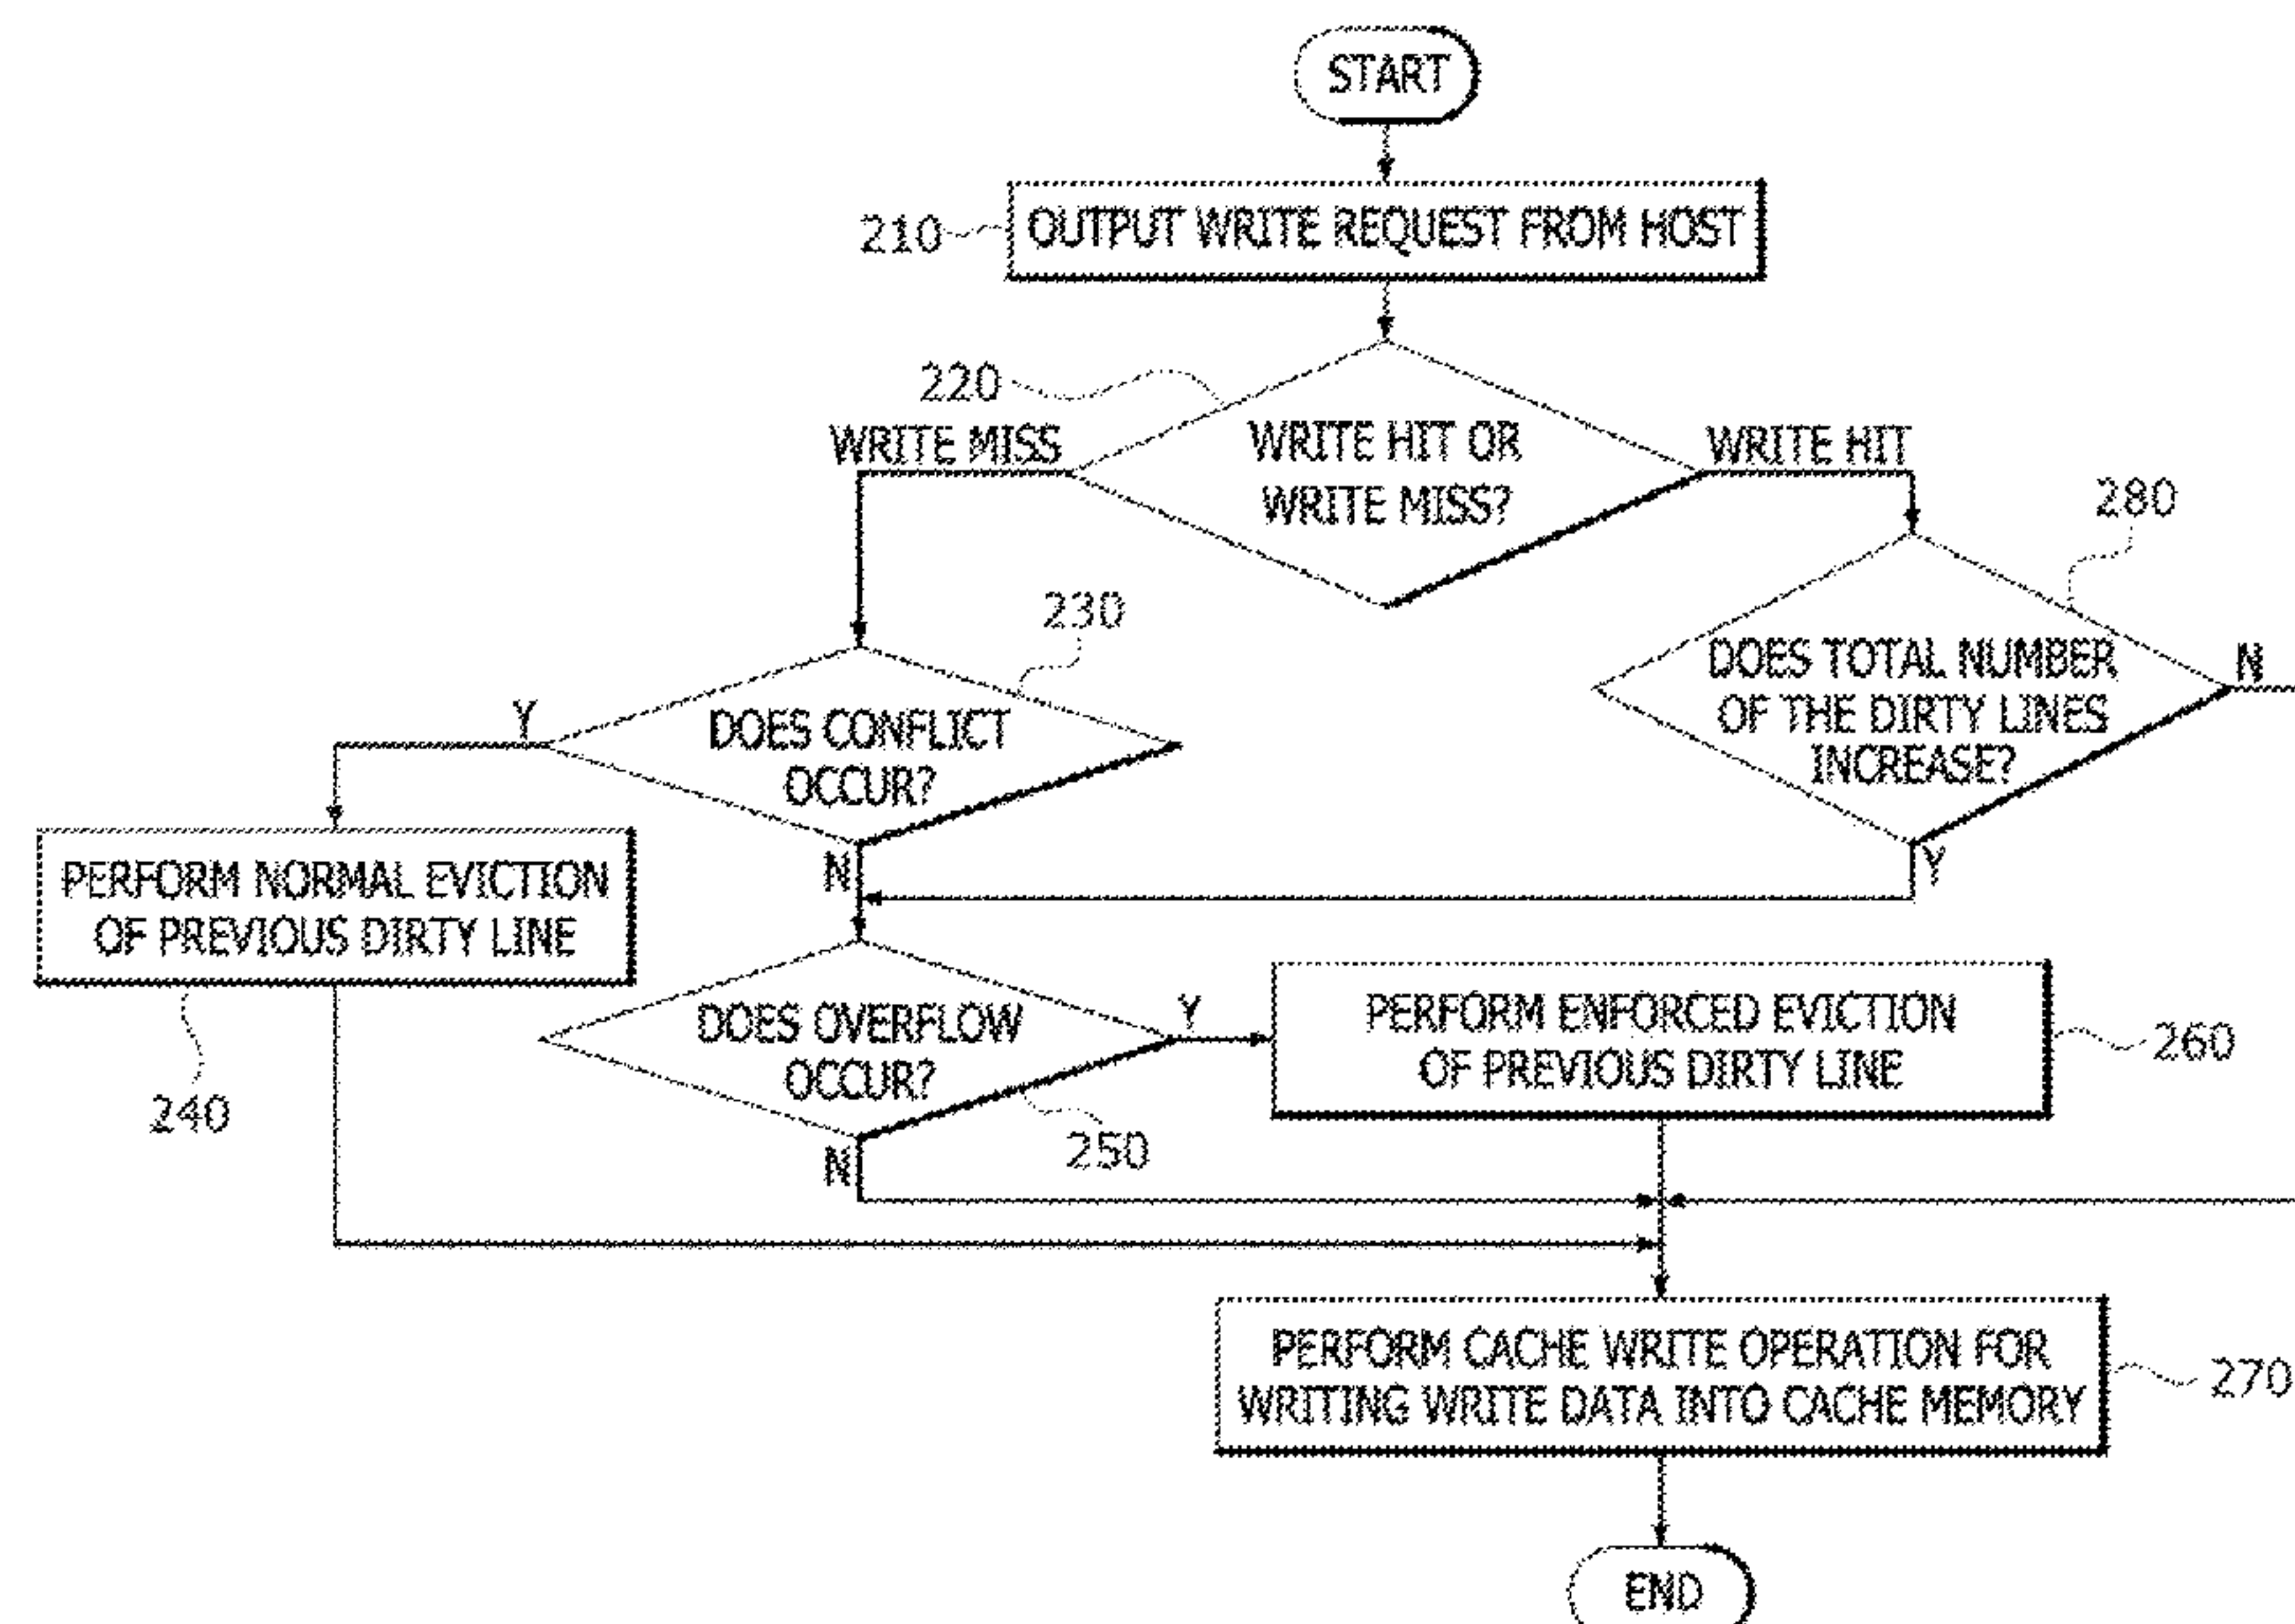 START
210
OUTPUT WRITE REQUEST FROM HOST
220
WRITE MISS
WRITE HIT OR
WRITE MISS?
WRITE HIT
280
230
DOES TOTAL NUMBER
OF THE DIRTY LINES
INCREASE?
N
Y
DOES CONFLICT
OCCUR?
Y
N
PERFORM NORMAL EVICTION
OF PREVIOUS DIRTY LINE
240
DOES OVERFLOW
OCCUR?
Y
250
N
PERFORM ENFORCED EVICTION
OF PREVIOUS DIRTY LINE
260
PERFORM CACHE WRITE OPERATION FOR
WRITING WRITE DATA INTO CACHE MEMORY
270
END